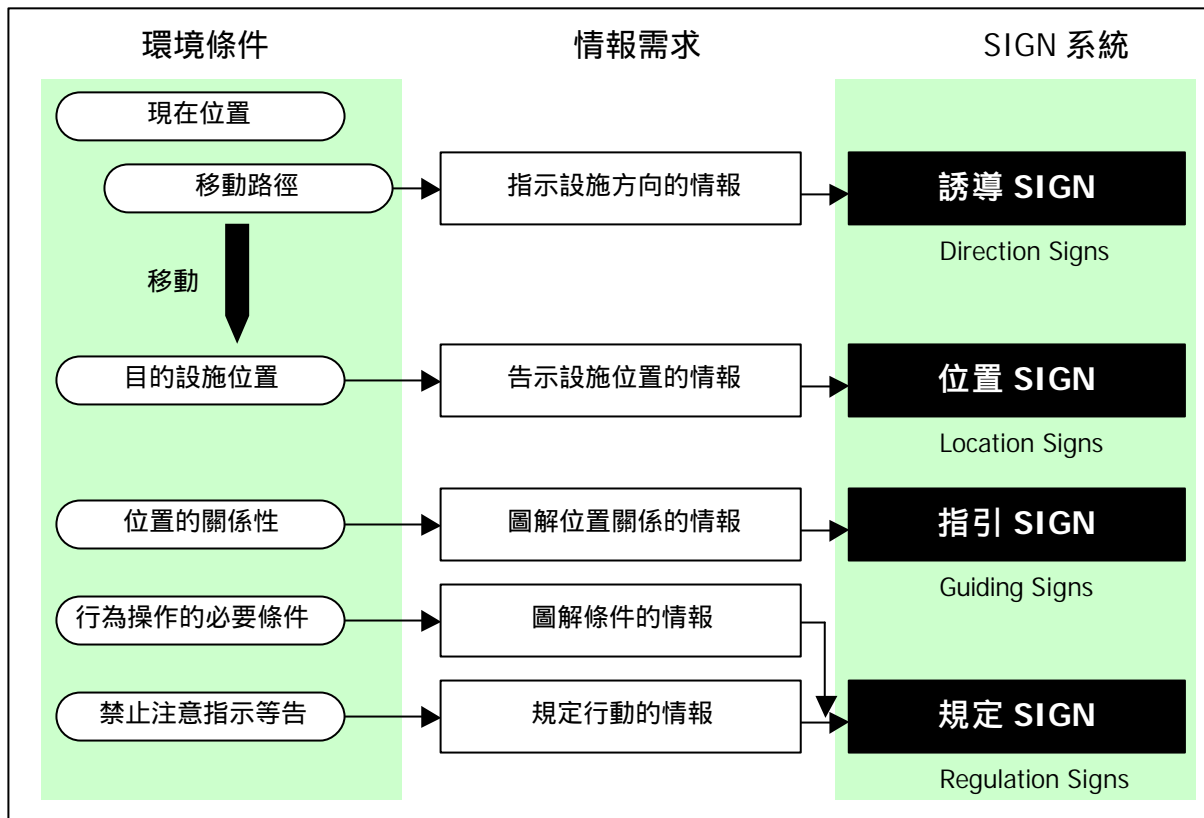 環境條件 情報需求 SIGN 系統
現在位置
移動路徑 指示設施方向的情報 誘導 SIGN
Direction Signs
移動
目的設施位置 告示設施位置的情報 位置 SIGN
Location Signs
位置的關係性 圖解位置關係的情報 指引 SIGN
Guiding Signs
行為操作的必要條件 圖解條件的情報
禁止注意指示等告 規定行動的情報 規定 SIGN
Regulation Signs